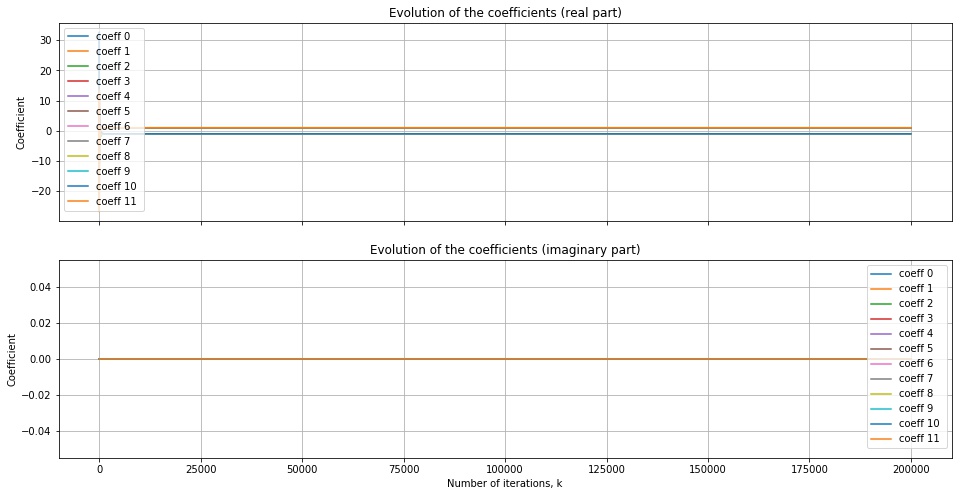 Evolution of the coefficients (real part)
Coefficient
30
20
10
0
−10
−20
coeff 0
coeff 1
coeff 2
coeff 3
coeff 4
coeff 5
coeff 6
coeff 7
coeff 8
coeff 9
coeff 10
coeff 11
Evolution of the coefficients (imaginary part)
Coefficient
0.04
0.02
0.00
−0.02
−0.04
coeff 0
coeff 1
coeff 2
coeff 3
coeff 4
coeff 5
coeff 6
coeff 7
coeff 8
coeff 9
coeff 10
coeff 11
0 25000 50000 75000 100000 125000 150000 175000 200000
Number of iterations, k